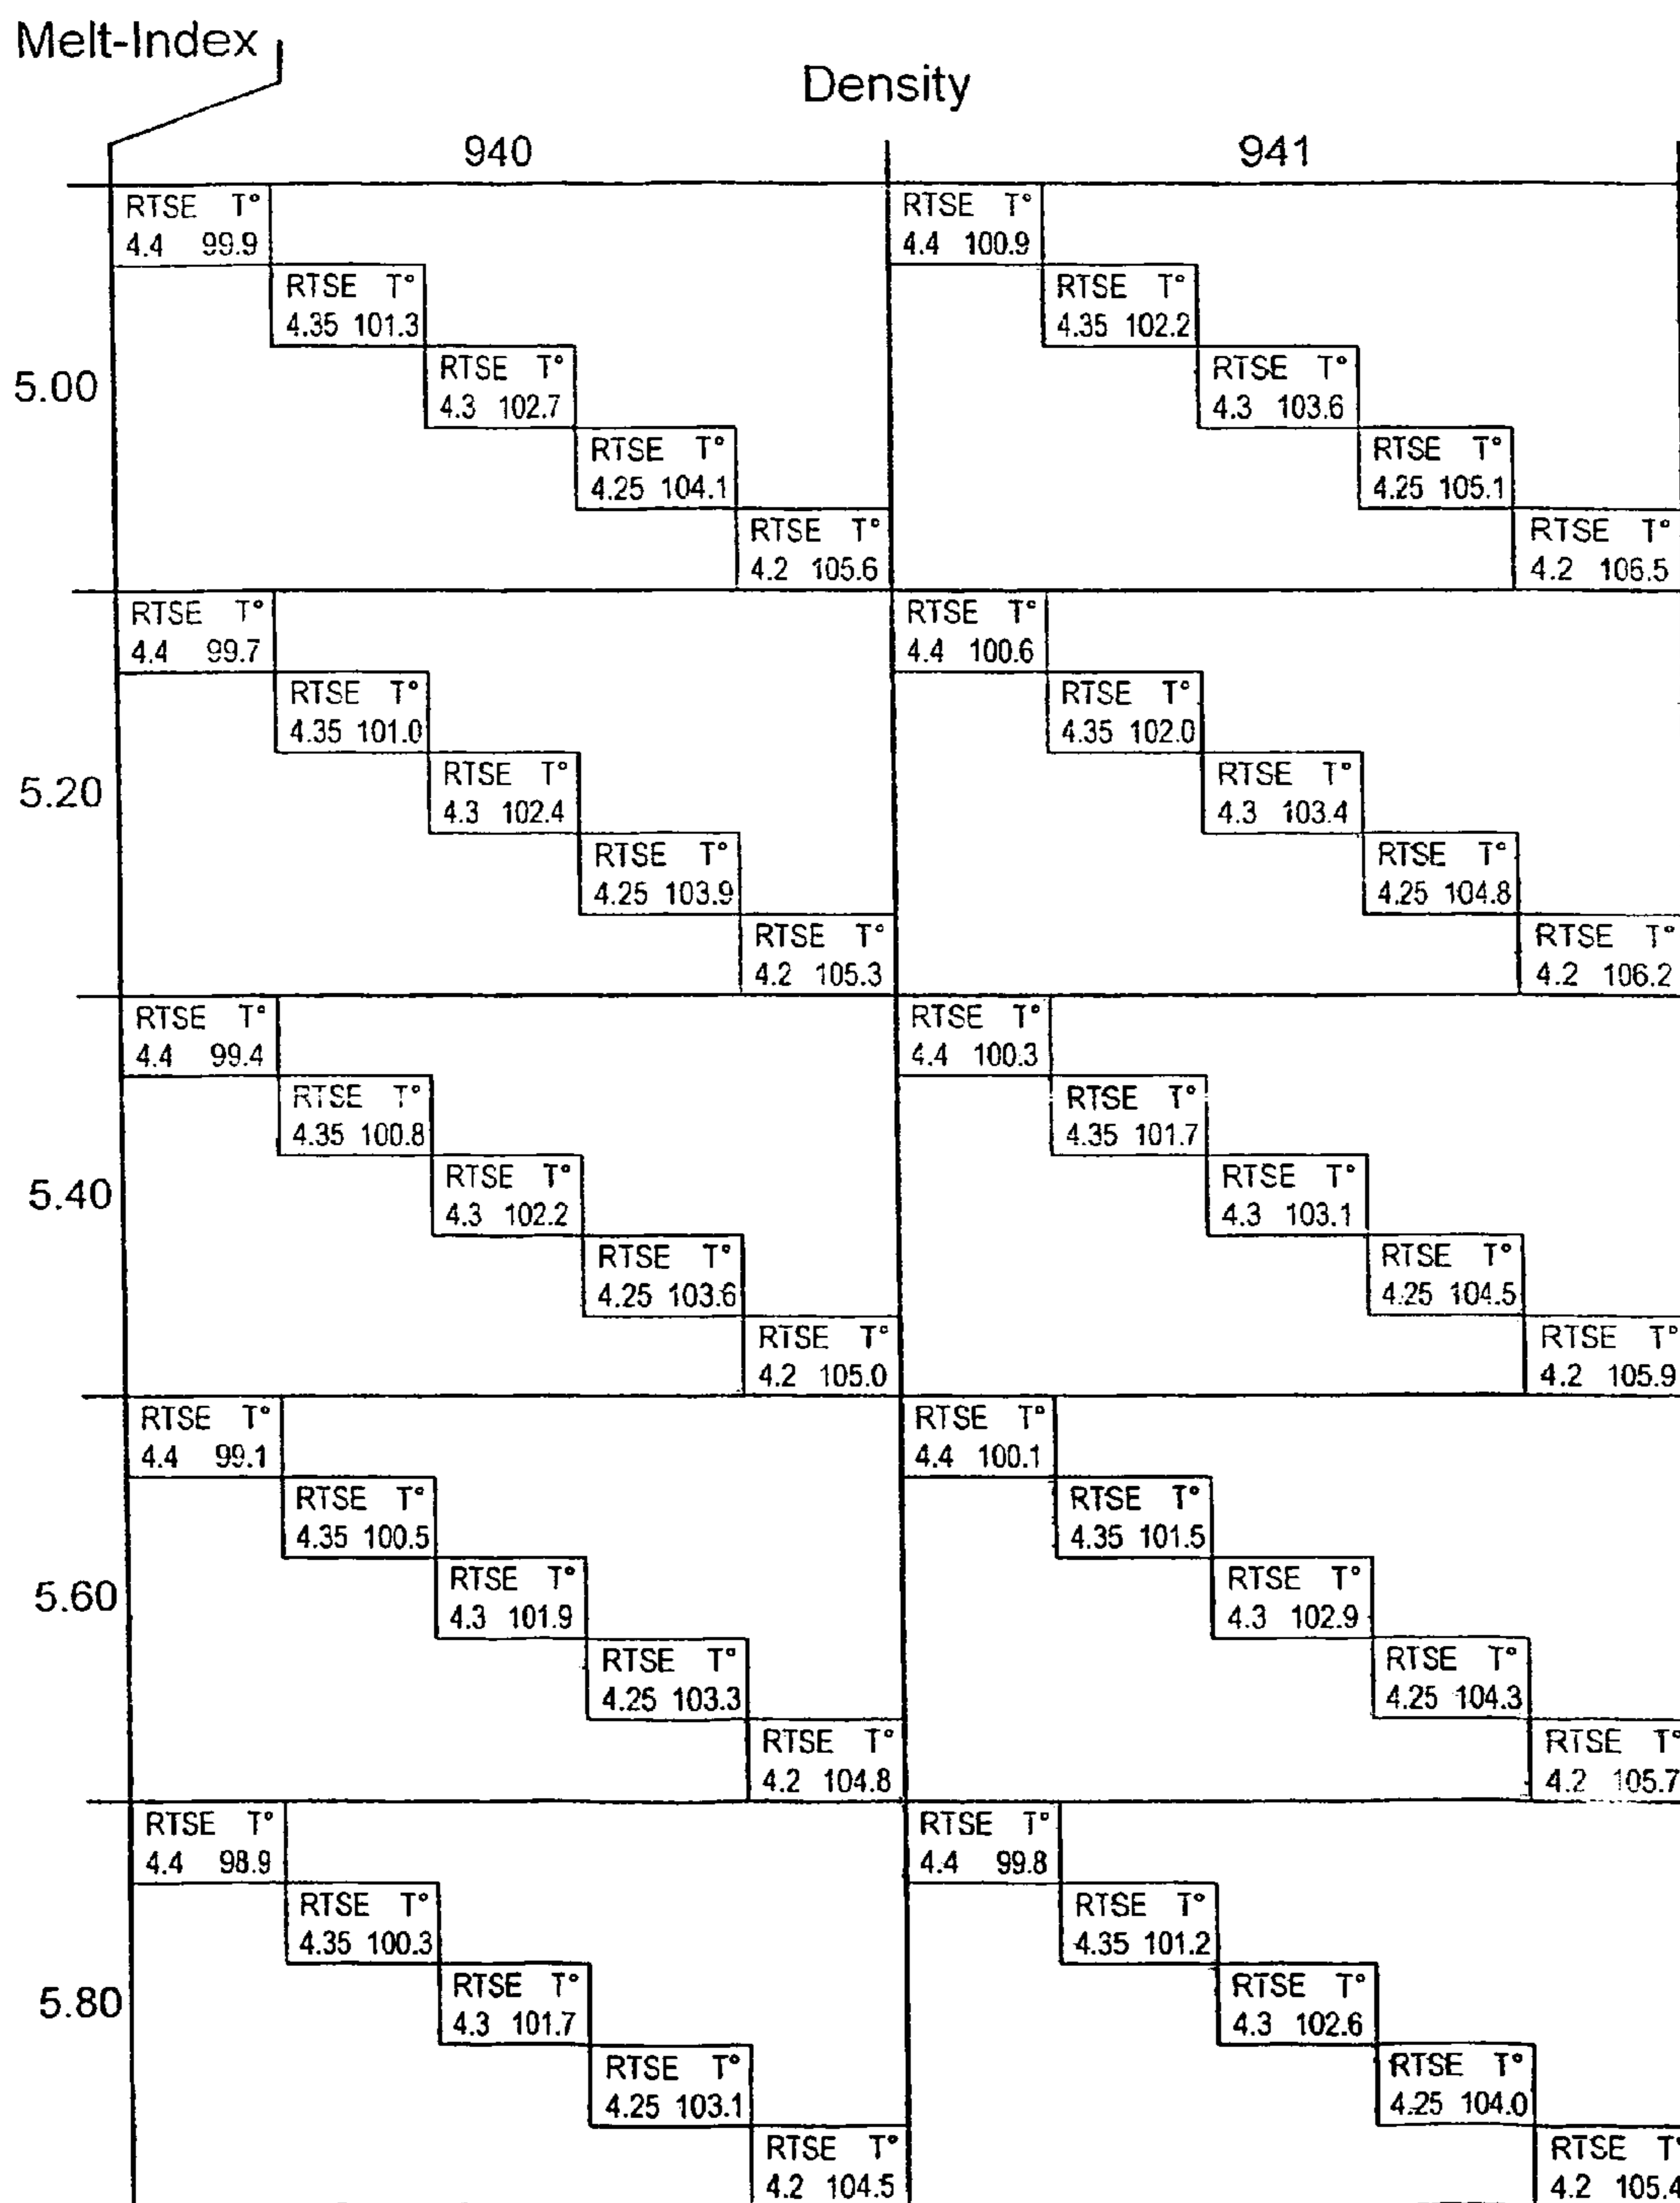 Melt-Index
Density
940 941
RTSE T° RTSE T°
4.4 99.9 4.4 100.9
RTSE T° RTSE T°
4.35 101.3 4.35 102.2
RTSE T° RTSE T°
4.3 102.7 4.3 103.6
5.00
RTSE T° RTSE T°
4.25 104.1 4.25 105.1
RTSE T° RTSE T°
4.2 105.6 4.2 106.5
RTSE T° RTSE T°
4.4 99.7 4.4 100.6
RTSE T° RTSE T°
4.35 101.0 4.35 102.0
RTSE T° RTSE T°
5.20
4.3 102.4 4.3 103.4
RTSE T° RTSE T°
4.25 103.9 4.25 104.8
RTSE T° RTSE T°
4.2 105.3 4.2 106.2
RTSE T° RTSE T°
4.4 99.4 4.4 100.3
RTSE T° RTSE T°
4.35 100.8 4.35 101.7
RTSE T° RTSE T°
5.40
4.3 102.2 4.3 103.1
RTSE T° RTSE T°
4.25 103.6 4.25 104.5
RTSE T° RTSE T°
4.2 105.0 4.2 105.9
RTSE T° RTSE T°
4.4 99.1 4.4 100.1
RTSE T° RTSE T°
4.35 100.5 4.35 101.5
RTSE T° RTSE T°
5.60
4.3 101.9 4.3 102.9
RTSE T° RTSE T°
4.25 103.3 4.25 104.3
RTSE T° RTSE T°
4.2 104.8 4.2 105.7
RTSE T° RTSE T°
4.4 98.9 4.4 99.8
RTSE T° RTSE T°
4.35 100.3 4.35 101.2
RTSE T° RTSE T°
5.80
4.3 101.7 4.3 102.6
RTSE T° RTSE T°
4.25 103.1 4.25 104.0
RTSE T° RTSE T°
4.2 104.5 4.2 105.4